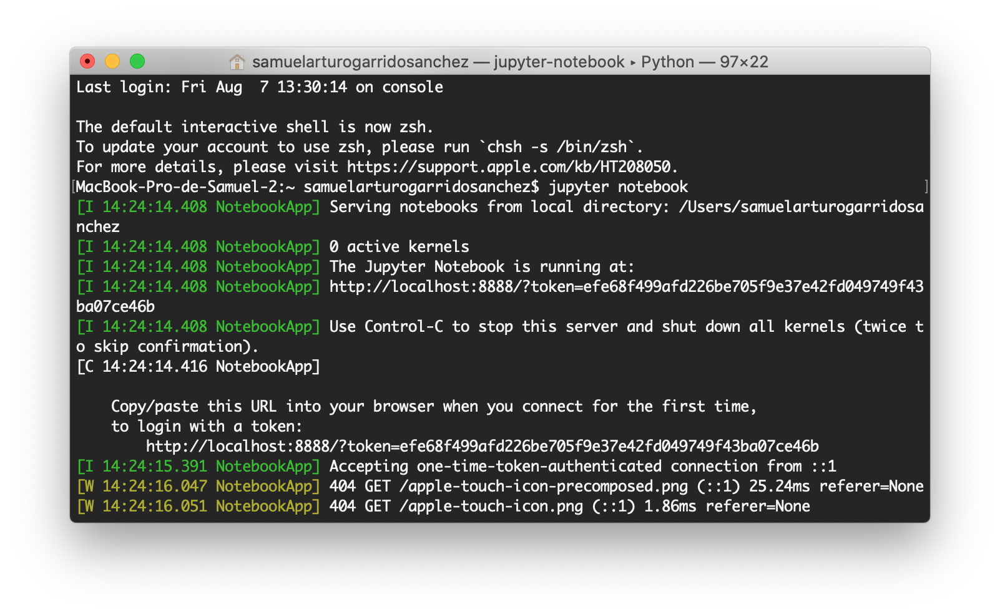 samuelarturogarridosanchez — jupyter-notebook ▸ Python — 97×22
Last login: Fri Aug  7 13:30:14 on console
The default interactive shell is now zsh.
To update your account to use zsh, please run `chsh -s /bin/zsh`.
For more details, please visit https://support.apple.com/kb/HT208050.
[MacBook-Pro-de-Samuel-2:~ samuelarturogarridosanchez$ jupyter notebook ]
[I 14:24:14.408 NotebookApp] Serving notebooks from local directory: /Users/samuelarturogarridosa
nchez
[I 14:24:14.408 NotebookApp] 0 active kernels
[I 14:24:14.408 NotebookApp] The Jupyter Notebook is running at:
[I 14:24:14.408 NotebookApp] http://localhost:8888/?token=efe68f499afd226be705f9e37e42fd049749f43
ba07ce46b
[I 14:24:14.408 NotebookApp] Use Control-C to stop this server and shut down all kernels (twice t
o skip confirmation).
[C 14:24:14.416 NotebookApp]
    Copy/paste this URL into your browser when you connect for the first time,
    to login with a token:
        http://localhost:8888/?token=efe68f499afd226be705f9e37e42fd049749f43ba07ce46b
[I 14:24:15.391 NotebookApp] Accepting one-time-token-authenticated connection from ::1
[W 14:24:16.047 NotebookApp] 404 GET /apple-touch-icon-precomposed.png (::1) 25.24ms referer=None
[W 14:24:16.051 NotebookApp] 404 GET /apple-touch-icon.png (::1) 1.86ms referer=None